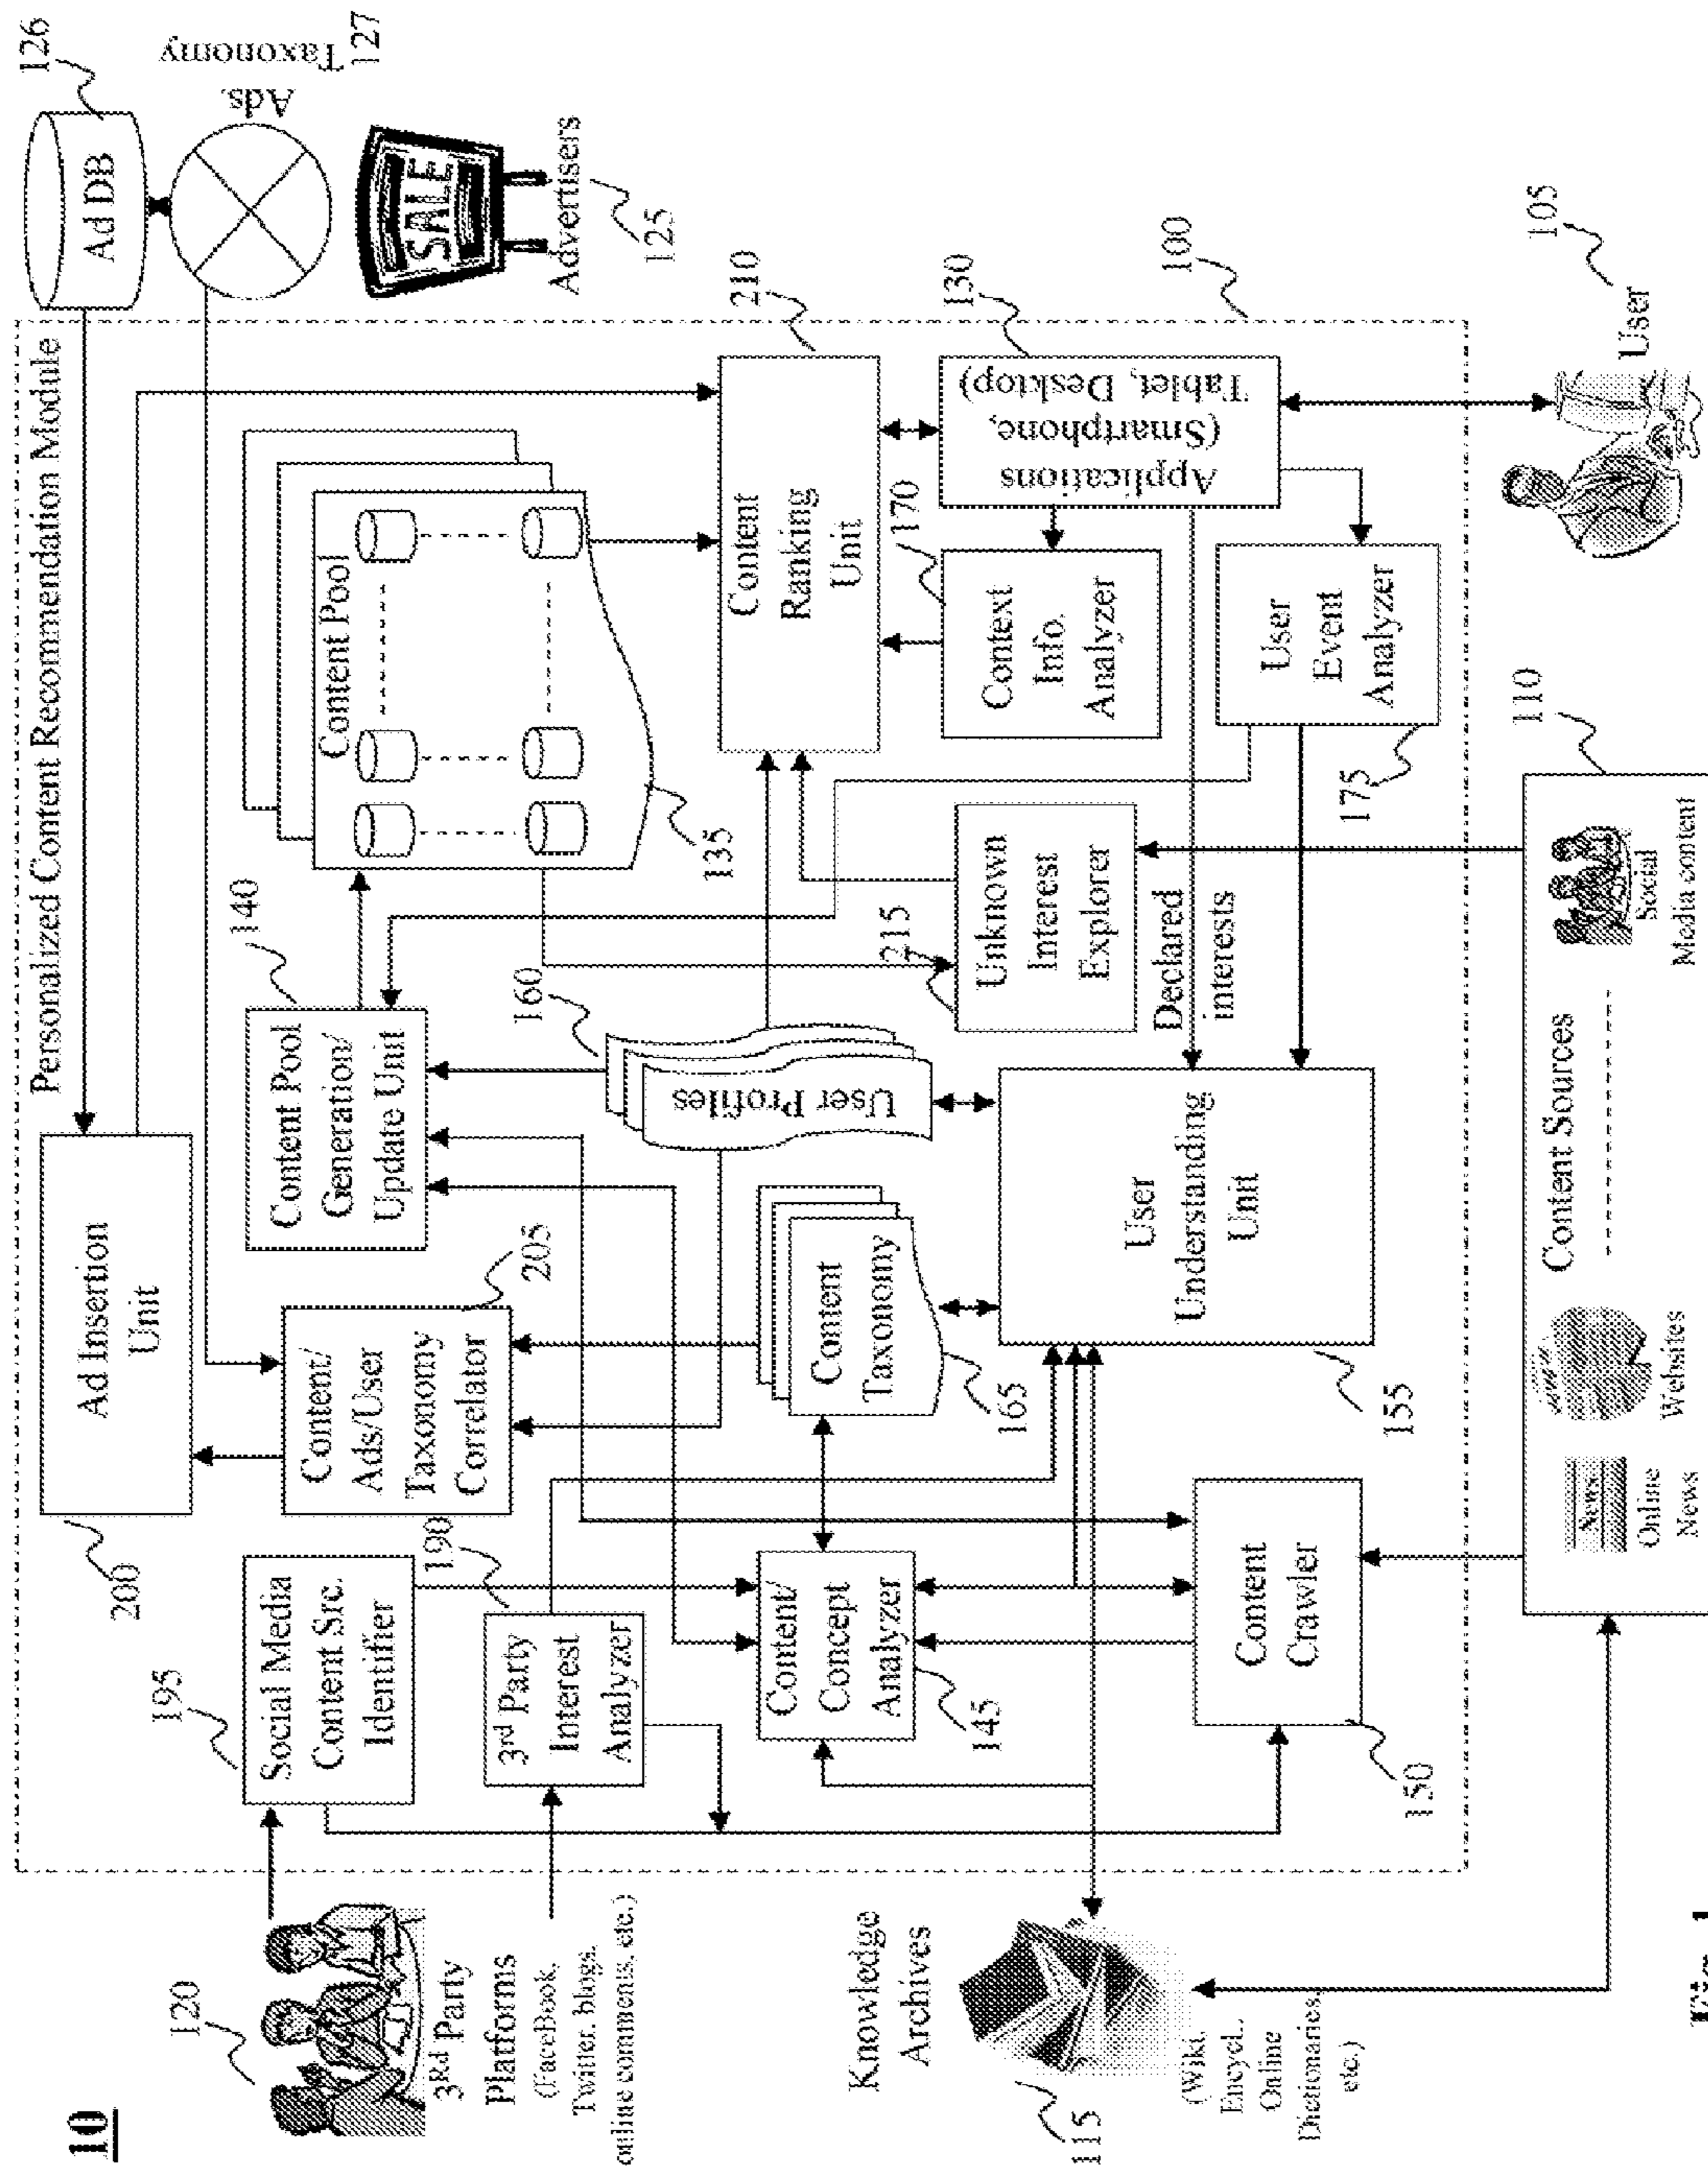 10
120
3Rd Party
Platforms
(FaceBook,
Twitter, blogs,
online comments, etc.)
Knowledge
Archives
115
(Wiki,
Encycl.,
Online
Dictionaries,
etc.)
Personalized Content Recommendation Module
200
Ad Insertion
Unit
126
Ad DB
Ads.
Taxonomy
127
SALE
Advertisers
125
195
Social Media
Content Src.
Identifier
190
3rd Party
Interest
Analyzer
Content/
Ads/User
Taxonomy
Correlator
205
Content Pool
Generation/
Update Unit
140
Content Pool
135
160
User Profiles
Content
Taxonomy
165
Content/
Concept
Analyzer
145
Content
Crawler
150
User
Understanding
Unit
155
215
Unknown
Interest
Explorer
Declared
interests
Content
Ranking
Unit
210
170
Context
Info.
Analyzer
Applications
(Smartphone,
Tablet, Desktop)
130
User
Event
Analyzer
175
100
105
User
110
Content Sources
News
Online
News
Websites
Social
Media content
Fig. 1